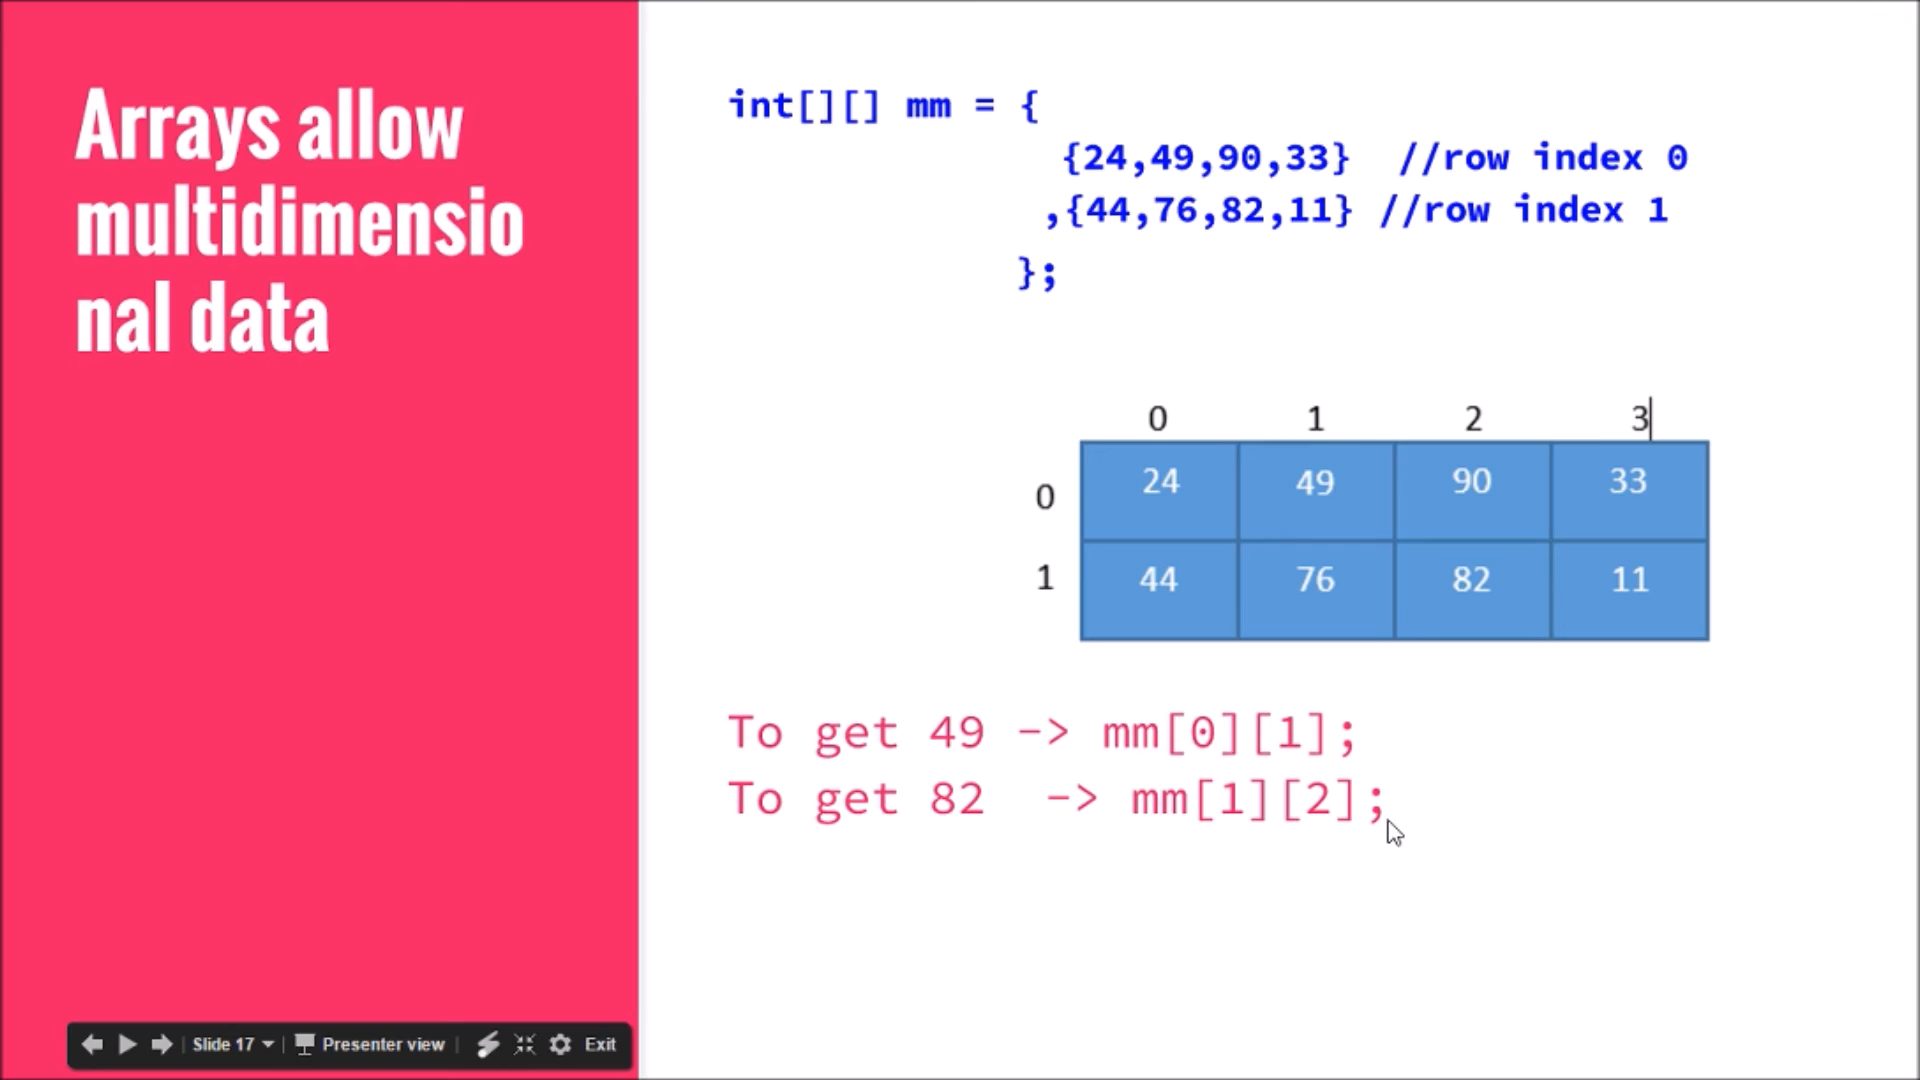 Arrays allow
multidimensio
nal data
int[][] mm = {
{24,49,90,33} //row index 0
,{44,76,82,11} //row index 1
};
0 1 2 3
0 24 49 90 33
1 44 76 82 11
To get 49 -> mm[0][1];
To get 82 -> mm[1][2];
Slide 17 Presenter view Exit